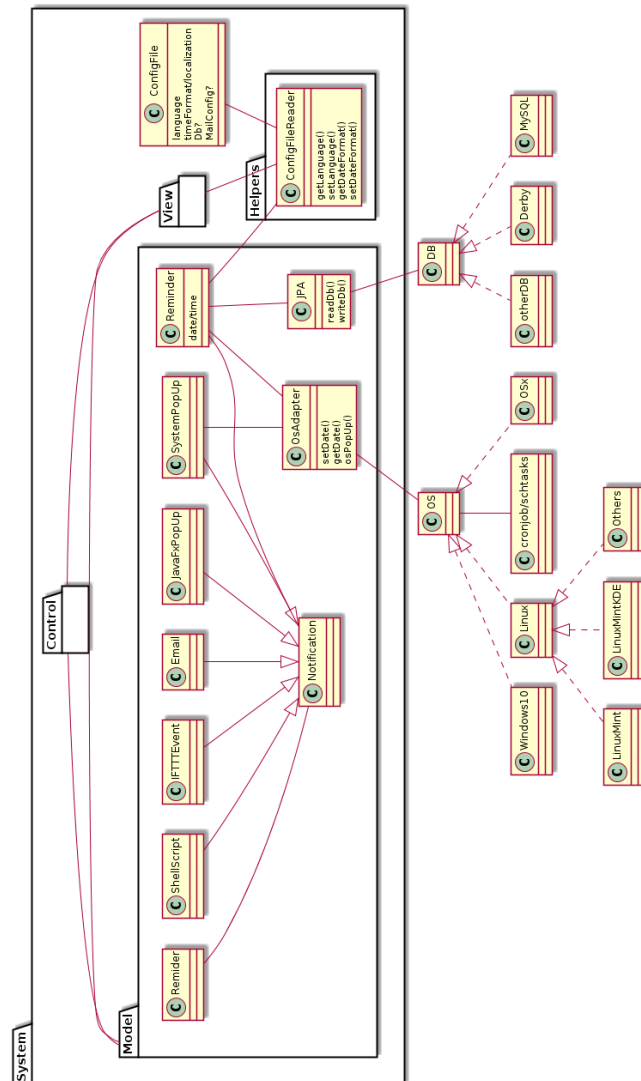 System
Control
Model
View
C ConfigFile
language
timeFormat/localization
Db?
MailConfig?
C Remider
C ShellScript
C IFTTTEvent
C Email
C JavaFxPopUp
C SystemPopUp
C Reminder
date/time
Helpers
C ConfigFileReader
getLanguage()
setLanguage()
getDateFormat()
setDateFormat()
C Notification
C OsAdapter
setDate()
getDate()
osPopUp()
C JPA
readDb()
writeDb()
C OS
C DB
C Windows10
C Linux
C cronjob/schtasks
C OSx
C otherDB
C Derby
C MySQL
C LinuxMint
C LinuxMintKDE
C Others